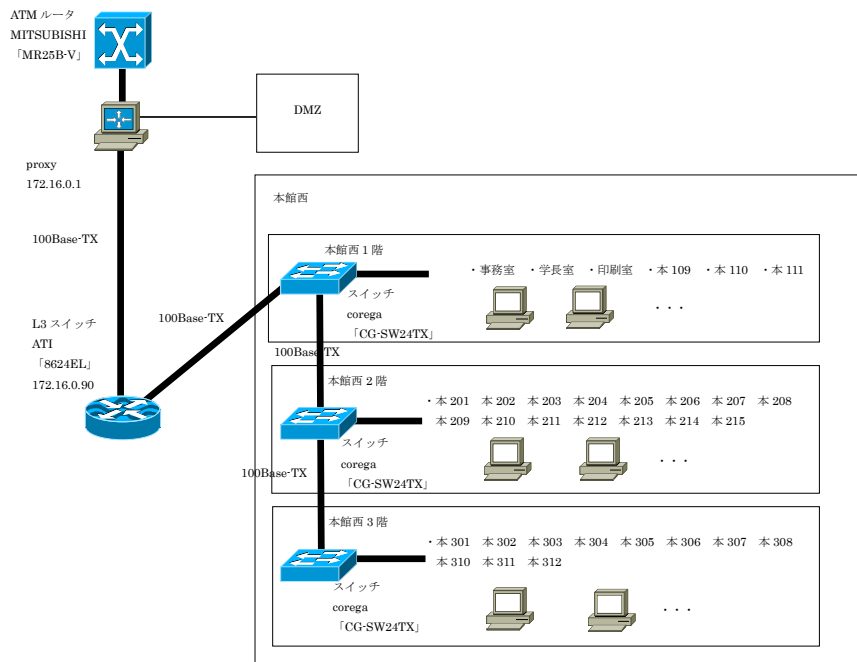 ATM ルータ
MITSUBISHI
「MR25B-V」
DMZ
proxy
172.16.0.1
100Base-TX
L3 スイッチ
ATI
「8624EL」
172.16.0.90
100Base-TX
本館西
本館西 1 階
・事務室 ・学長室 ・印刷室 ・本 109 ・本 110 ・本 111
スイッチ
corega
「CG-SW24TX」
・・・
100Base-TX
本館西 2 階
・本 201 本 202 本 203 本 204 本 205 本 206 本 207 本 208
本 209 本 210 本 211 本 212 本 213 本 214 本 215
スイッチ
corega
「CG-SW24TX」
・・・
100Base-TX
本館西 3 階
・本 301 本 302 本 303 本 304 本 305 本 306 本 307 本 308
本 310 本 311 本 312
スイッチ
corega
「CG-SW24TX」
・・・